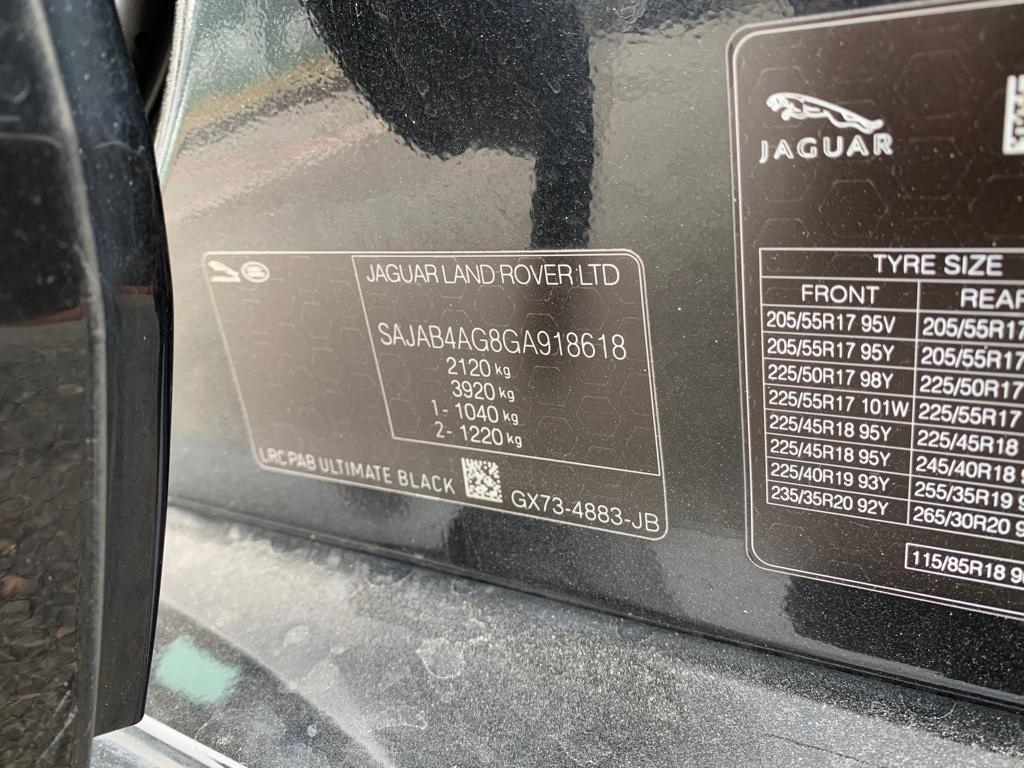 JAGUAR LAND ROVER LTD
SAJAB4AG8GA918618
2120 kg
3920 kg
1- 1040 kg
2- 1220 kg
LRC PAB ULTIMATE BLACK
GX73-4883-JB
JAGUAR
TYRE SIZE
FRONT REAR
205/55R17 95V 205/55R17
205/55R17 95Y 205/55R17
225/50R17 98Y 225/50R17
225/55R17 101W 225/55R17
225/45R18 95Y 225/45R18
225/45R18 95Y 245/40R18
225/40R19 93Y 255/35R19
235/35R20 92Y 265/30R20
115/85R18